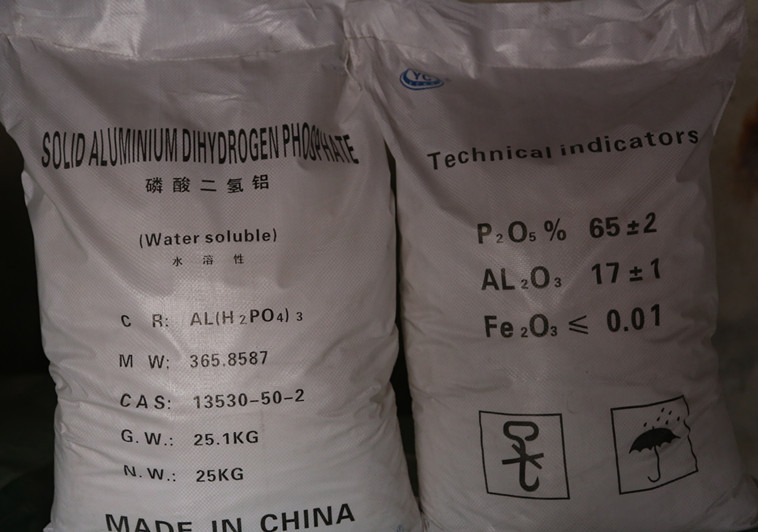 SOLID ALUMINIUM DIHYDROGEN PHOSPHATE
磷酸二氢铝
(Water soluble)
水溶性
C R: AL(H₂PO4) ₃
M W: 365.8587
CAS: 13530-50-2
G.W.: 25.1KG
N.W.: 25KG
MADE IN CHINA
YC
Technical indicators
P₂O₅ % 65±2
AL₂O₃ 17±1
Fe₂O₃ ≤ 0.01